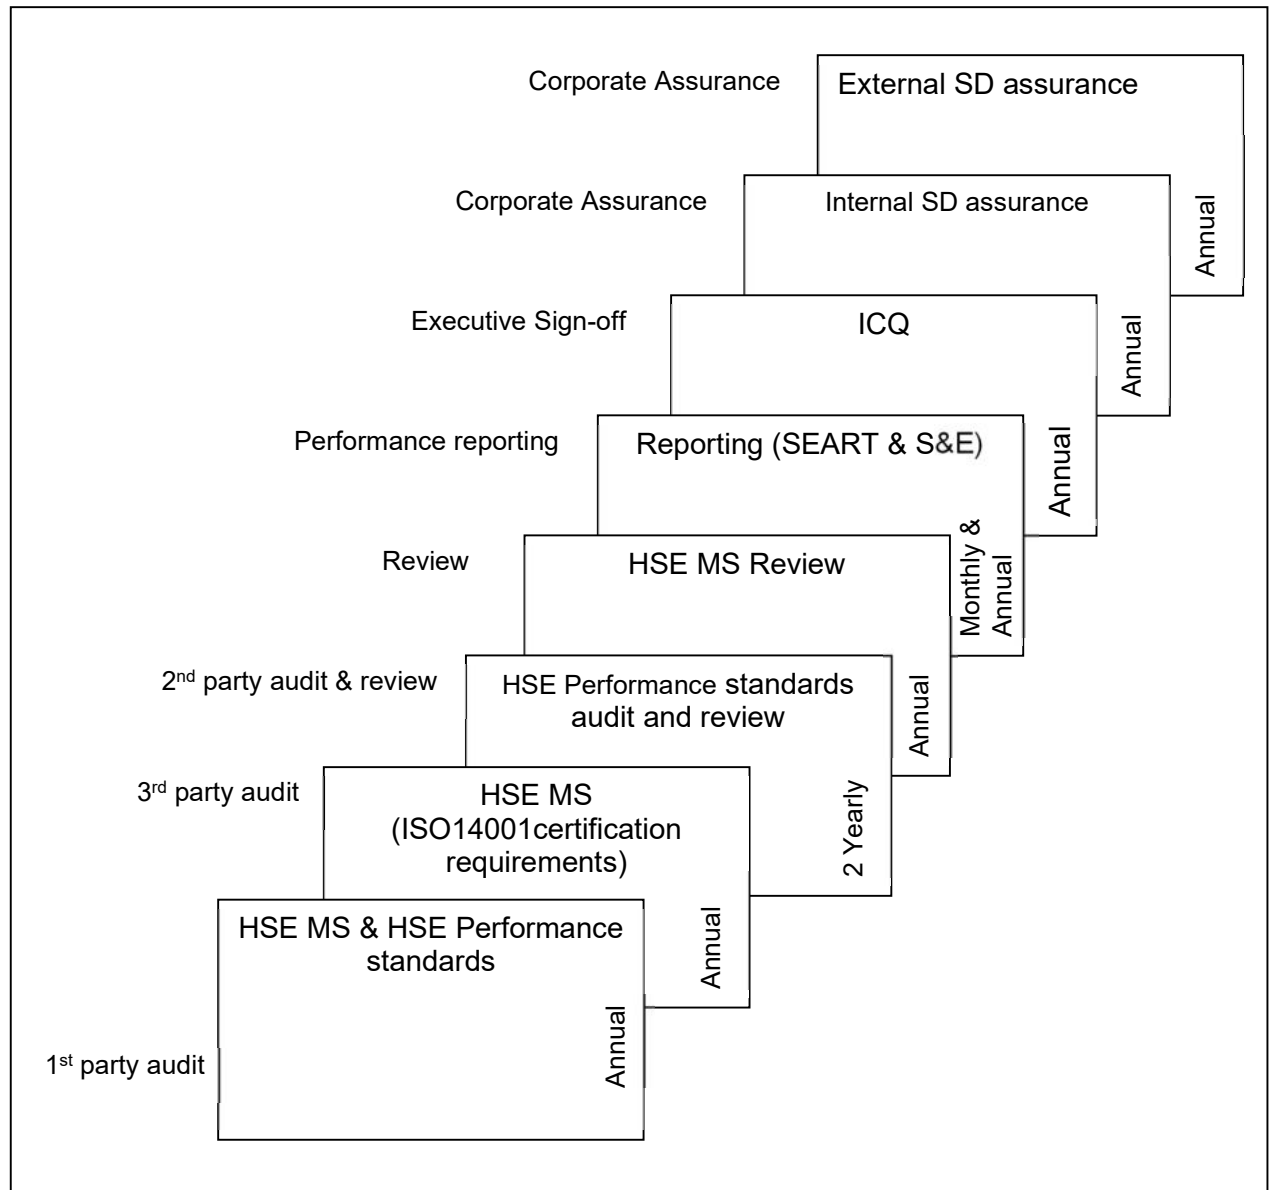 Corporate Assurance
External SD assurance
Annual
Corporate Assurance
Internal SD assurance
Annual
Executive Sign-off
ICQ
Annual
Performance reporting
Reporting (SEART & S&E)
Monthly &
Annual
Review
HSE MS Review
Annual
2nd party audit & review
HSE Performance standards
audit and review
2 Yearly
3rd party audit
HSE MS
(ISO14001certification
requirements)
Annual
HSE MS & HSE Performance
standards
Annual
1st party audit